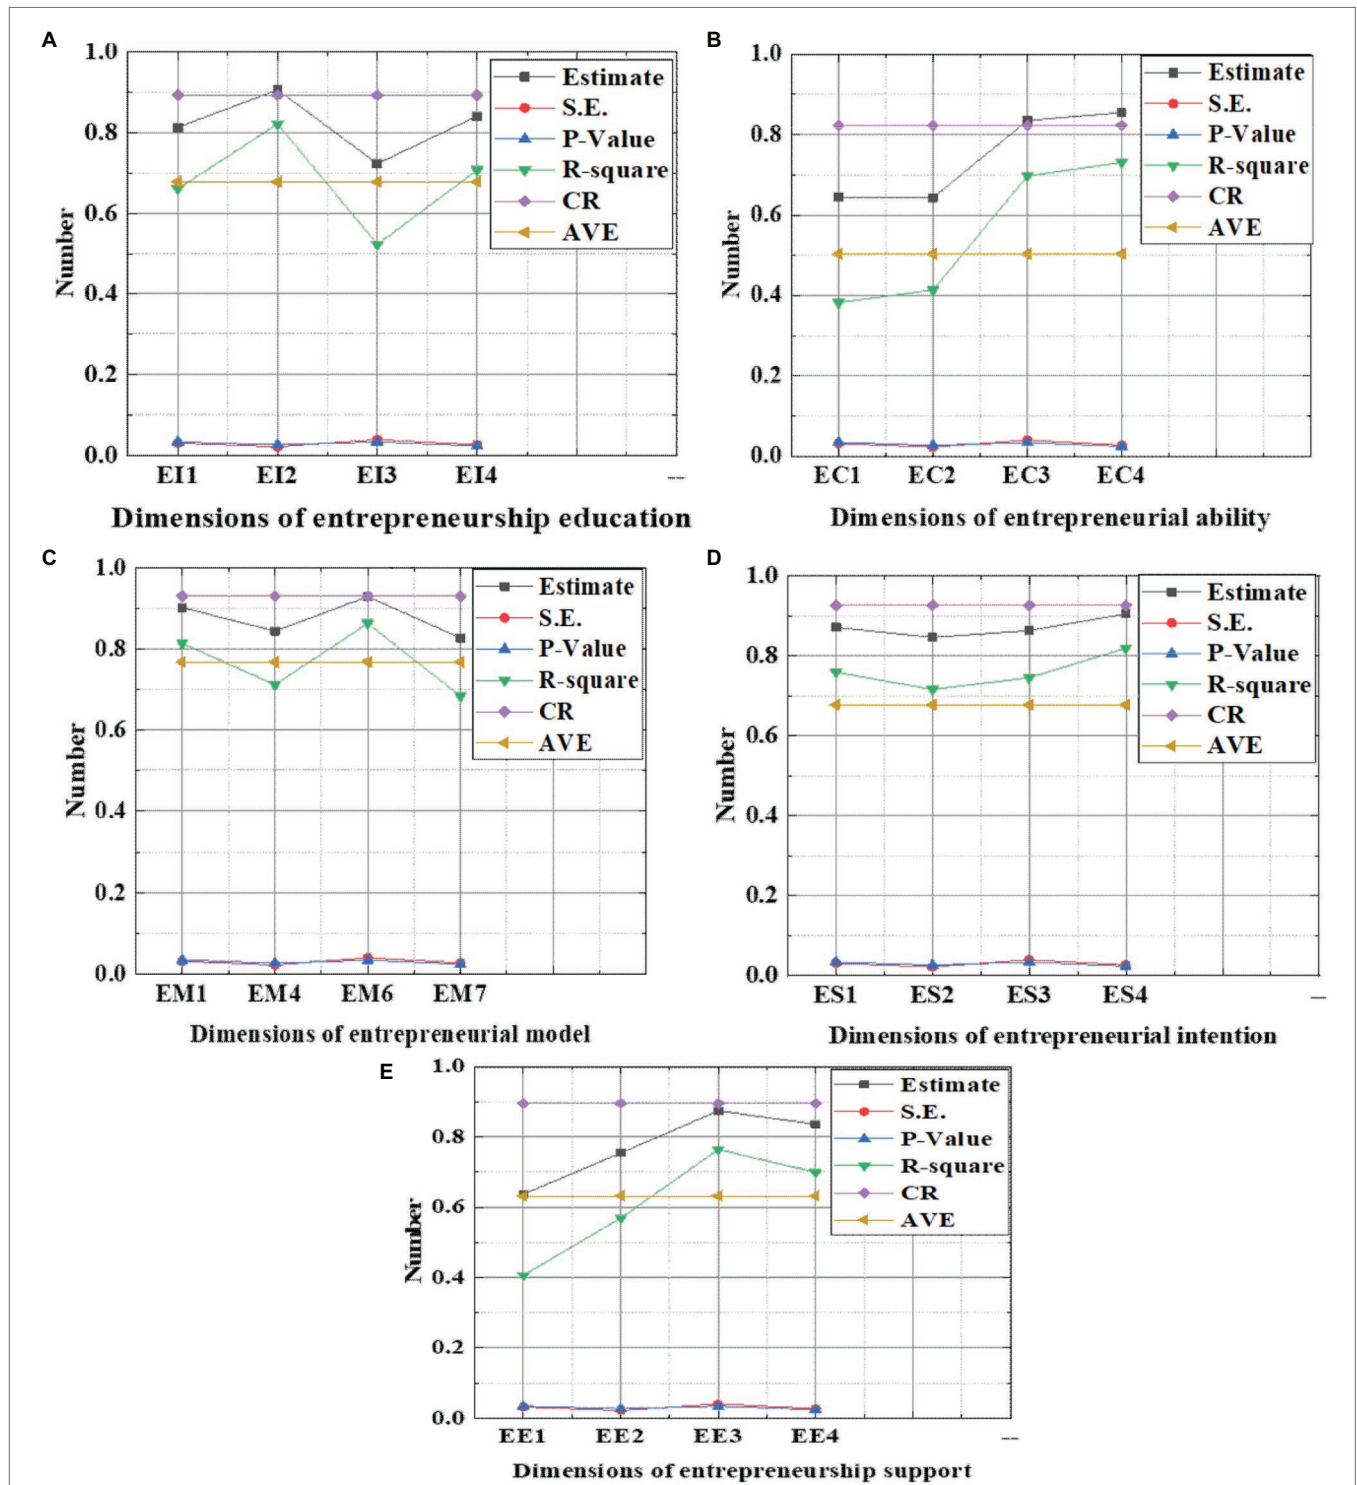 A
1.0
0.8
0.6
0.4
0.2
0.0
Number
Estimate
S.E.
P-Value
R-square
CR
AVE
EI1 EI2 EI3 EI4 --
Dimensions of entrepreneurship education
B
1.0
0.8
0.6
0.4
0.2
0.0
Number
Estimate
S.E.
P-Value
R-square
CR
AVE
EC1 EC2 EC3 EC4
Dimensions of entrepreneurial ability
C
1.0
0.8
0.6
0.4
0.2
0.0
Number
Estimate
S.E.
P-Value
R-square
CR
AVE
EM1 EM4 EM6 EM7
Dimensions of entrepreneurial model
D
1.0
0.8
0.6
0.4
0.2
0.0
Number
Estimate
S.E.
P-Value
R-square
CR
AVE
ES1 ES2 ES3 ES4 --
Dimensions of entrepreneurial intention
E
1.0
0.8
0.6
0.4
0.2
0.0
Number
Estimate
S.E.
P-Value
R-square
CR
AVE
EE1 EE2 EE3 EE4 --
Dimensions of entrepreneurship support